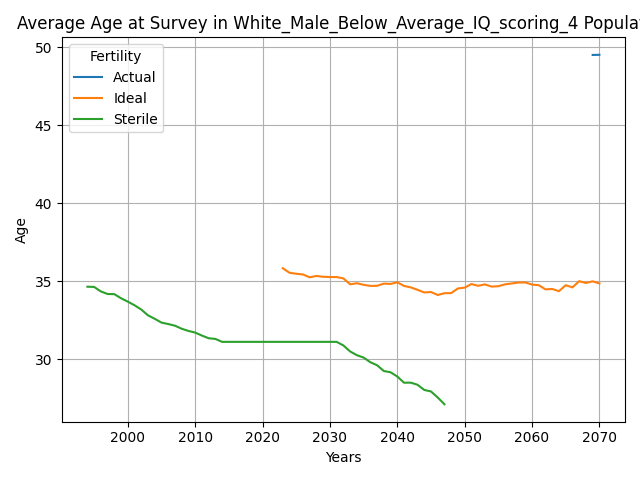 Average Age at Survey in White_Male_Below_Average_IQ_scoring_4 Popula
Fertility
Actual
Ideal
Sterile
50
45
40
35
30
Age
2000 2010 2020 2030 2040 2050 2060 2070
Years